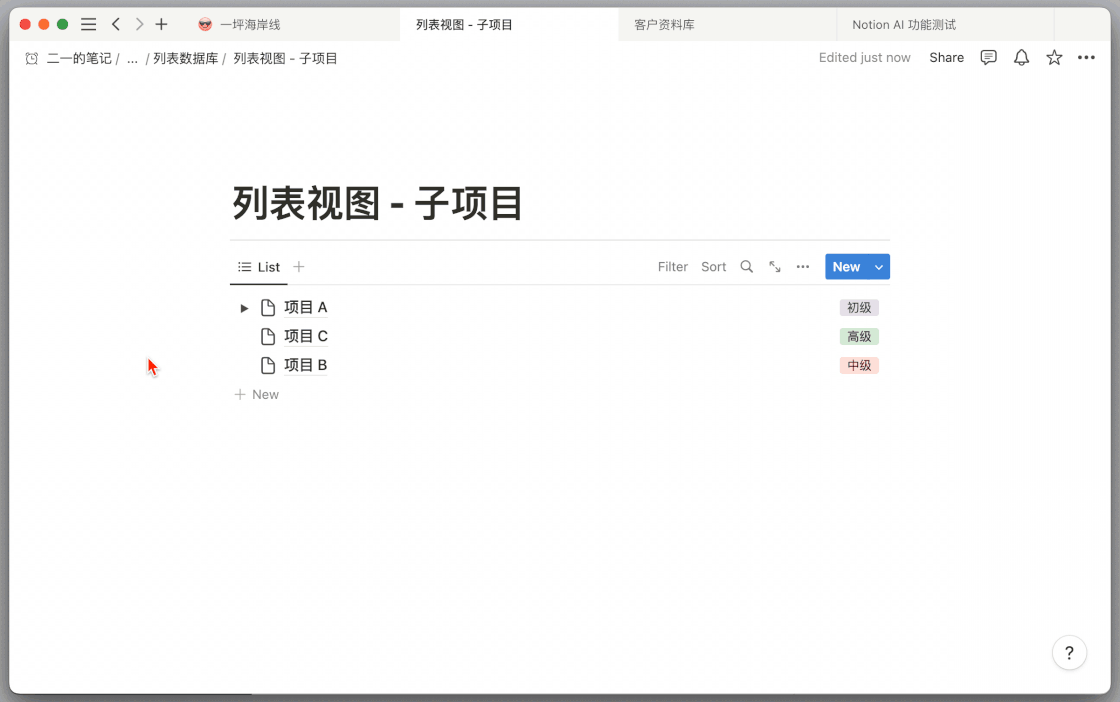 一坪海岸线 列表视图 - 子项目 客户资料库 Notion AI 功能测试
二一的笔记 / ... / 列表数据库 / 列表视图 - 子项目 Edited just now Share
列表视图 - 子项目
List Filter Sort New
项目 A 初级
项目 C 高级
项目 B 中级
New
?